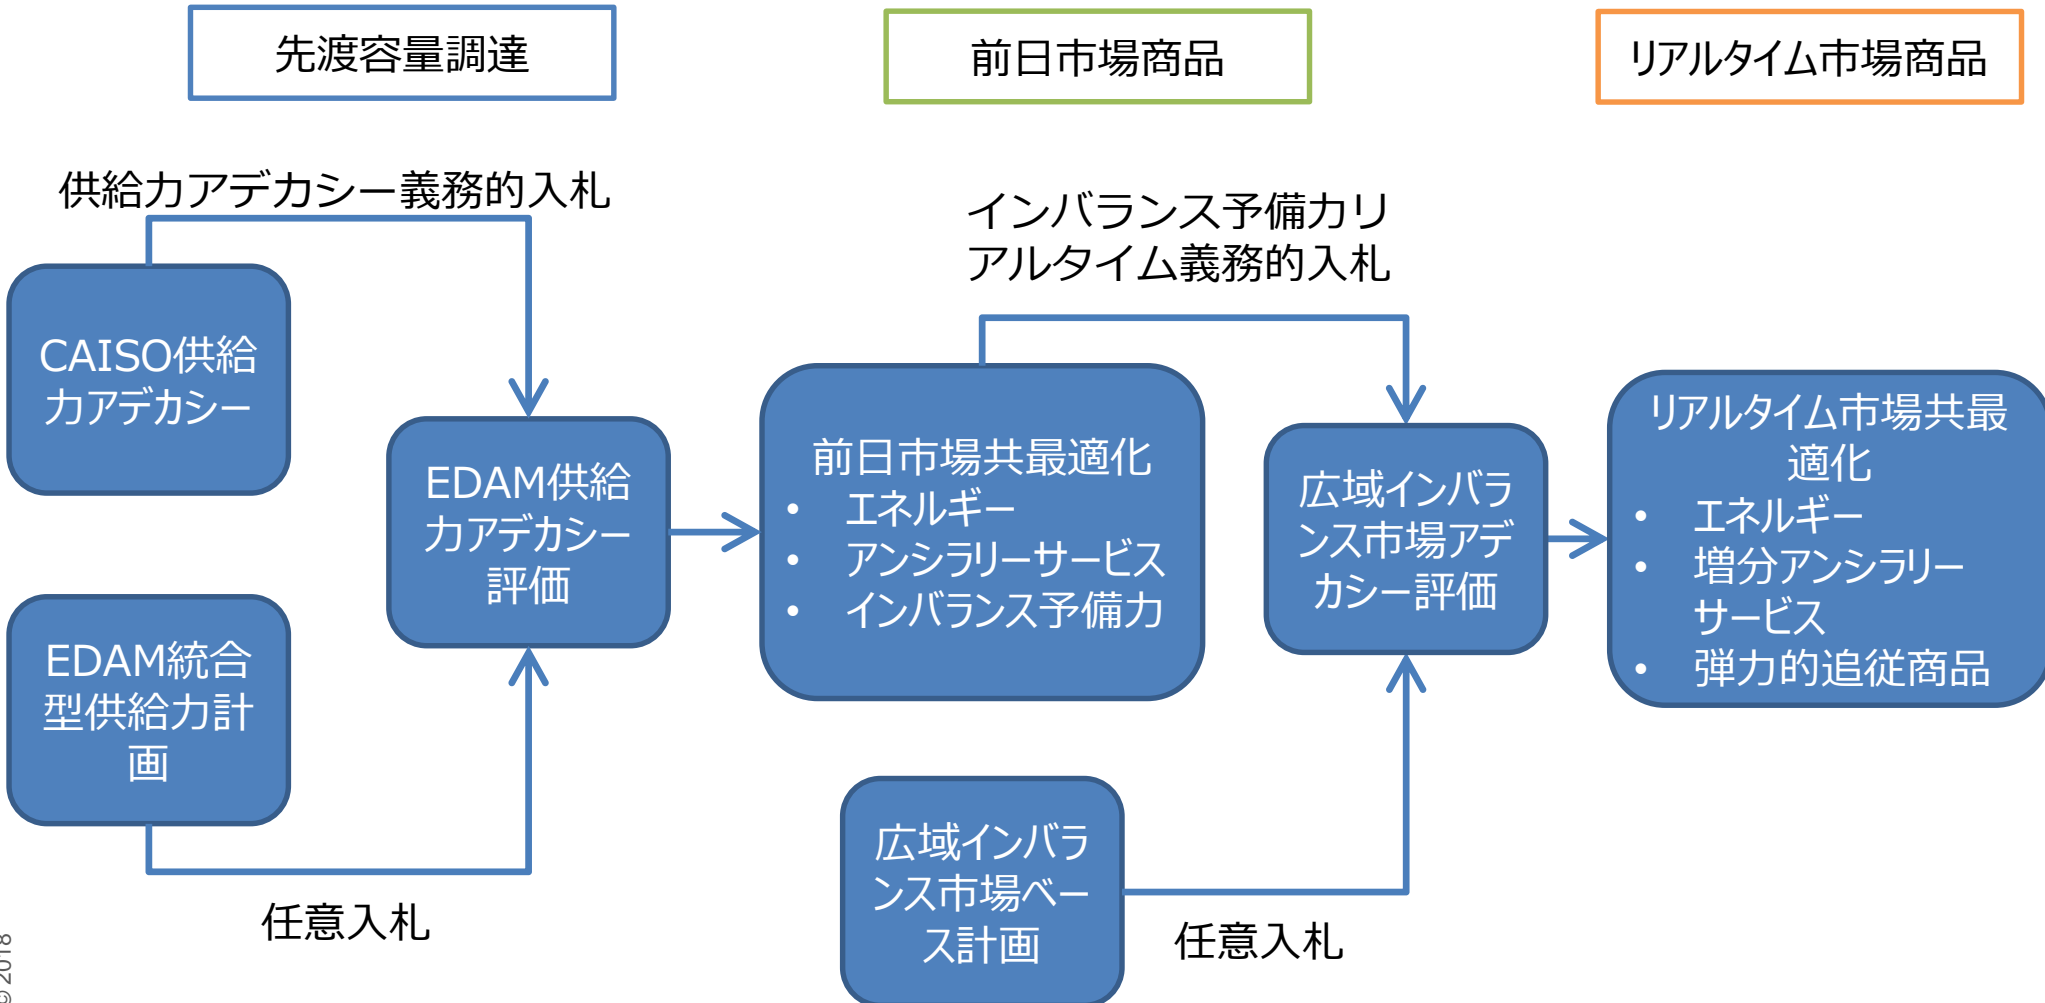 先渡容量調達
前日市場商品
リアルタイム市場商品
供給力アデカシー義務的入札
インバランス予備力リ
アルタイム義務的入札
CAISO供給
力アデカシー
EDAM統合
型供給力計
画
任意入札
EDAM供給
力アデカシー
評価
前日市場共最適化
• エネルギー
• アンシラリーサービス
• インバランス予備力
広域インバラ
ンス市場ベー
ス計画
任意入札
広域インバラ
ンス市場アデ
カシー評価
リアルタイム市場共最
適化
• エネルギー
• 増分アンシラリー
サービス
• 弾力的追従商品
© 2018